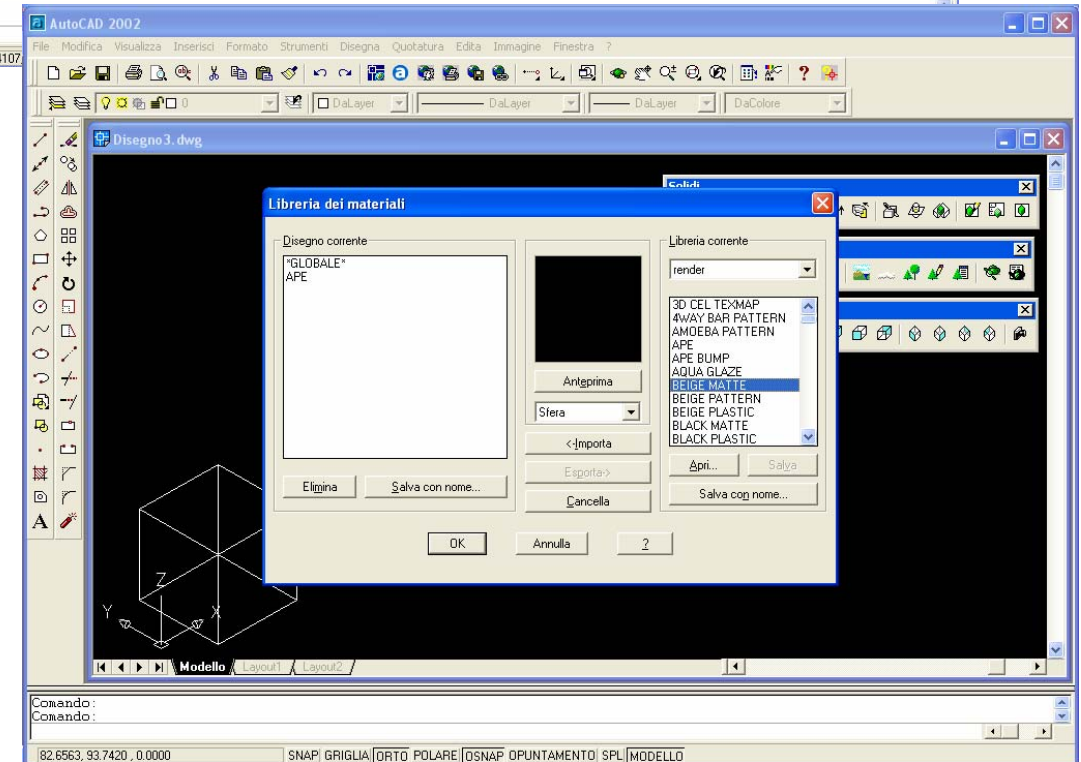 4107,
AutoCAD 2002
File Modifica Visualizza Inserisci Formato Strumenti Disegna Quotatura Edita Immagine Finestra ?
0 DaLayer DaLayer DaLayer DaColore
Disegno3.dwg
Solidi
Libreria dei materiali
Disegno corrente
*GLOBALE*
APE
Elimina Salva con nome...
Anteprima
Sfera
<-Importa
Esporta->
Cancella
Libreria corrente
render
3D CEL TEXMAP
4WAY BAR PATTERN
AMOEBA PATTERN
APE
APE BUMP
AQUA GLAZE
BEIGE MATTE
BEIGE PATTERN
BEIGE PLASTIC
BLACK MATTE
BLACK PLASTIC
Apri... Salva
Salva con nome...
OK Annulla ?
Z
Y X
A
Modello Layout1 Layout2
Comando:
Comando:
82.6563, 93.7420 , 0.0000 SNAP GRIGLIA ORTO POLARE OSNAP OPUNTAMENTO SPL MODELLO